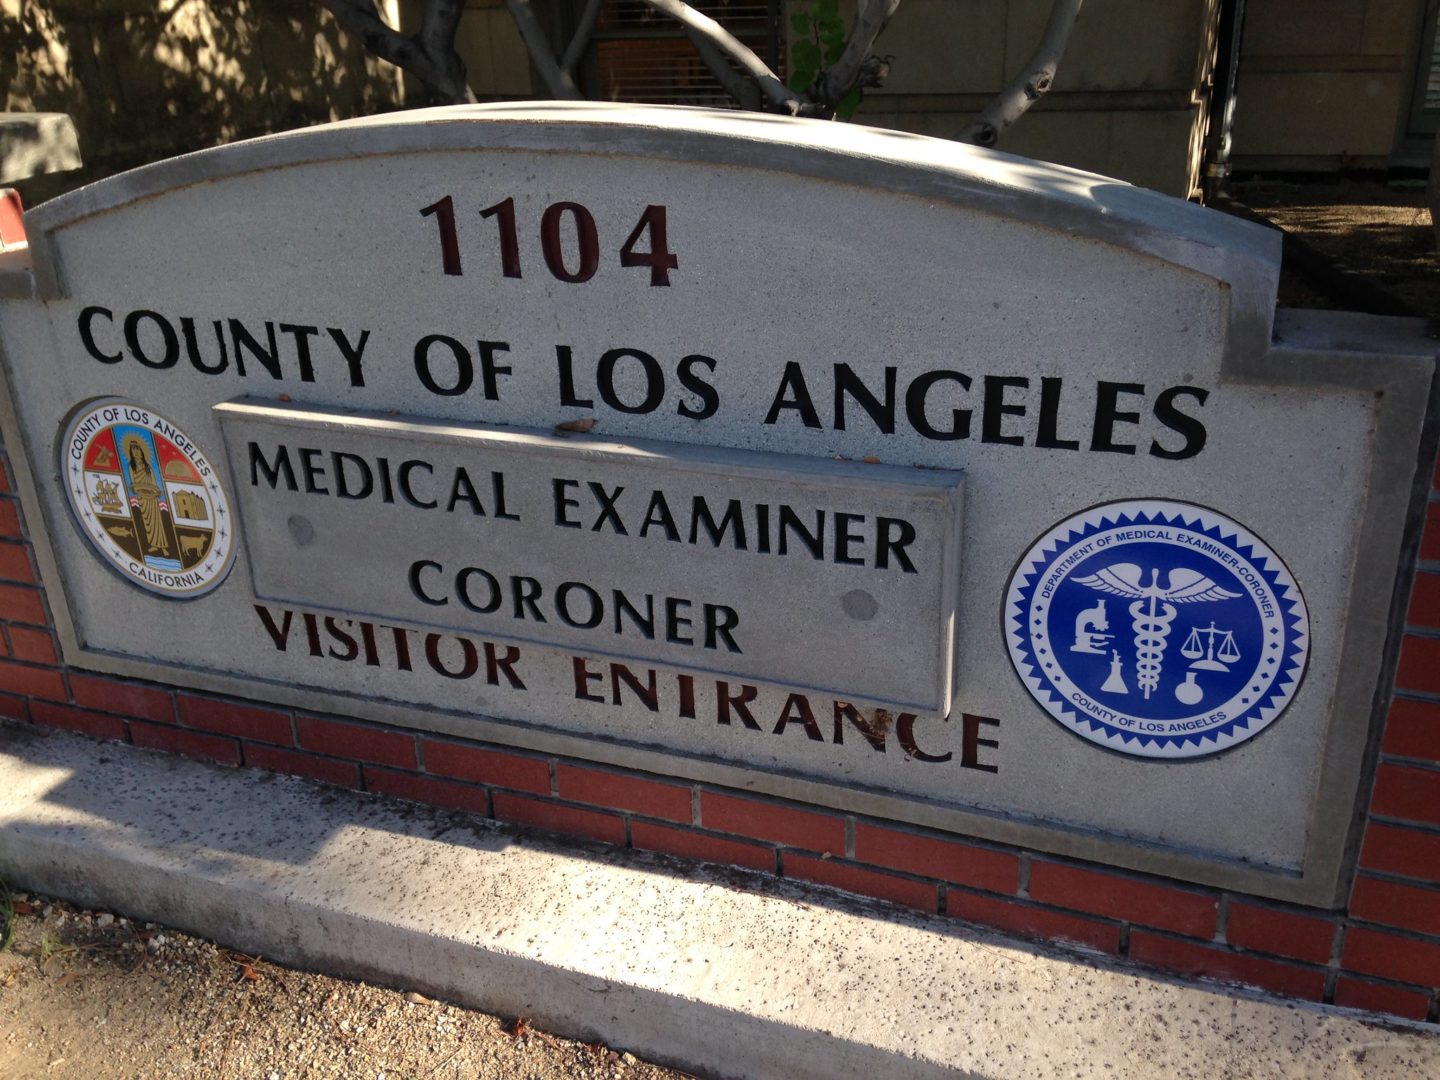 1104
COUNTY OF LOS ANGELES
COUNTY OF LOS ANGELES
CALIFORNIA
MEDICAL EXAMINER
CORONER
DEPARTMENT OF MEDICAL EXAMINER-CORONER
COUNTY OF LOS ANGELES
VISITOR ENTRANCE